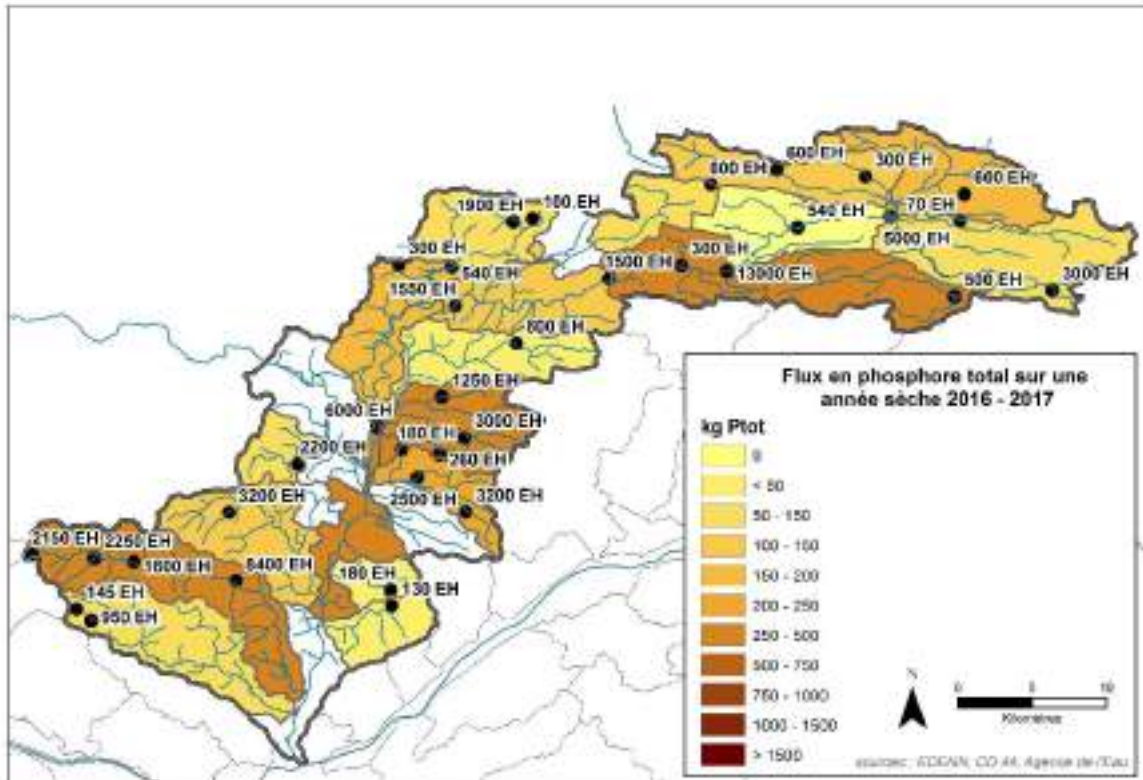 600 EH
600 EH
300 EH
600 EH
1900 EH
100 EH
540 EH
70 EH
5000 EH
300 EH
540 EH
1500 EH
300 EH
13000 EH
500 EH
3000 EH
1550 EH
800 EH
1250 EH
6000 EH
3000 EH
180 EH
260 EH
2200 EH
2500 EH
3200 EH
3200 EH
2150 EH
2250 EH
1600 EH
8400 EH
180 EH
130 EH
145 EH
950 EH
Flux en phosphore total sur une
année sèche 2016 - 2017
kg Ptot
0
< 50
50 - 150
100 - 150
150 - 200
200 - 250
250 - 500
500 - 750
750 - 1000
1000 - 1500
> 1500
N
0 5 10
Kilomètres
sources : EDENN, CD 44, Agence de l'Eau